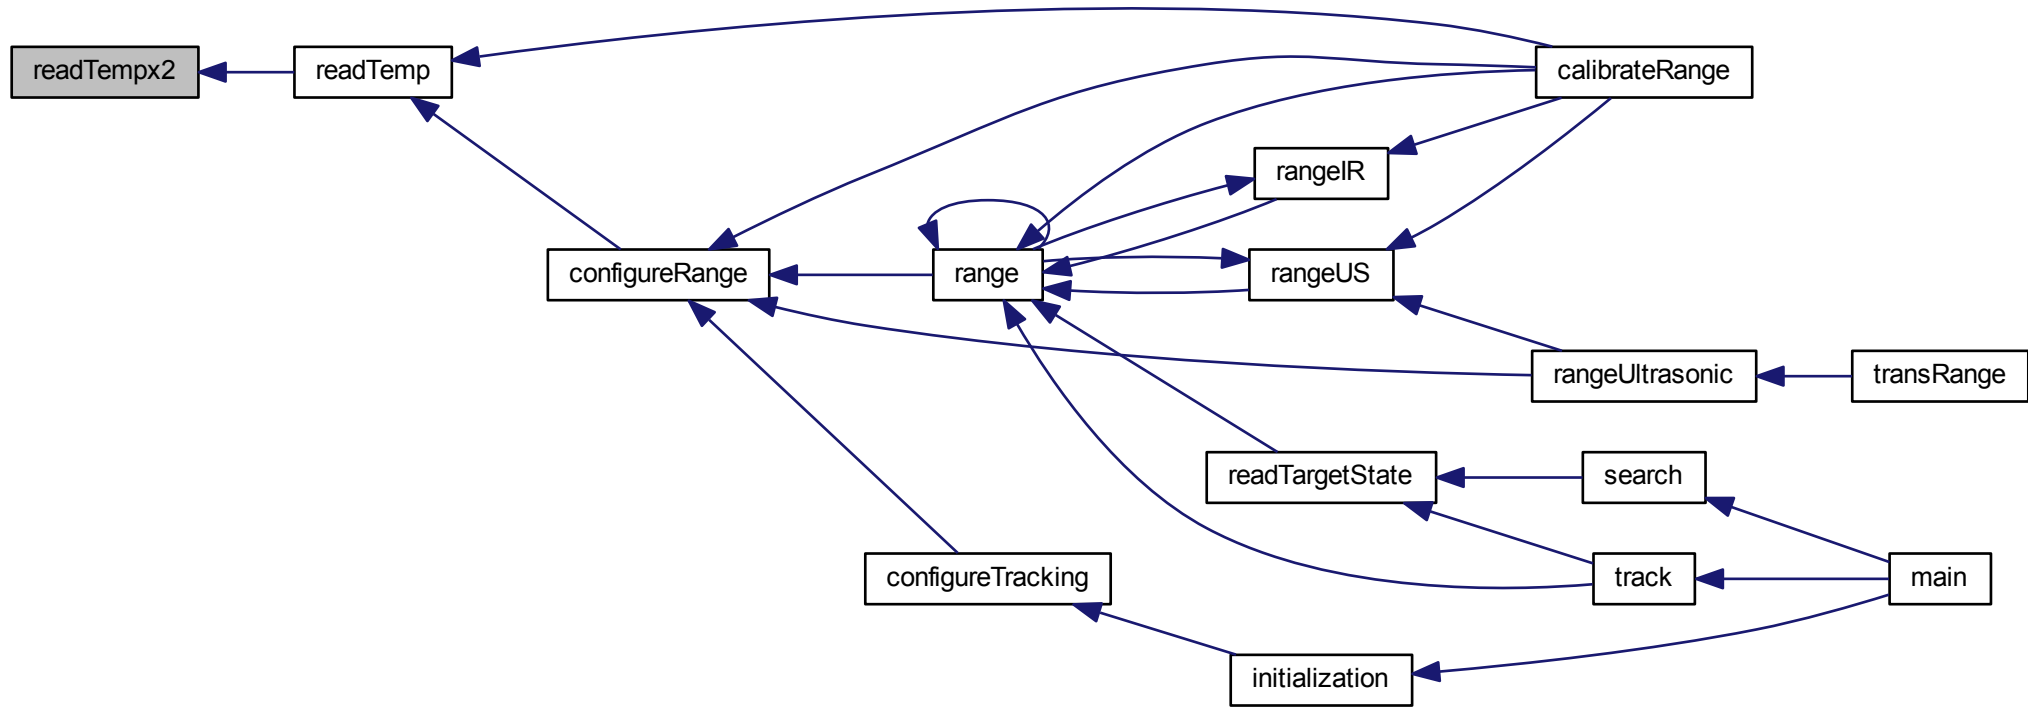 readTempx2
readTemp
calibrateRange
rangeIR
configureRange
range
rangeUS
rangeUltrasonic
transRange
readTargetState
search
configureTracking
track
main
initialization